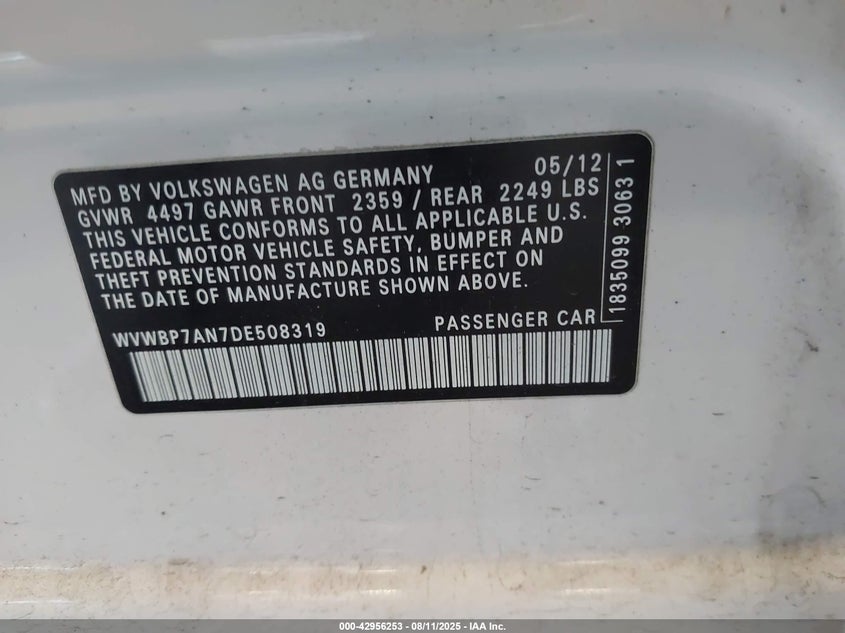 MFD BY VOLKSWAGEN AG GERMANY 05/12
GVWR 4497 GAWR FRONT 2359 / REAR 2249 LBS
THIS VEHICLE CONFORMS TO ALL APPLICABLE U.S.
FEDERAL MOTOR VEHICLE SAFETY, BUMPER AND
THEFT PREVENTION STANDARDS IN EFFECT ON
THE DATE OF MANUFACTURE SHOWN ABOVE.
WVWBP7AN7DE508319 PASSENGER CAR
1835099 3063 1
000-42956253 - 08/11/2025 - IAA Inc.